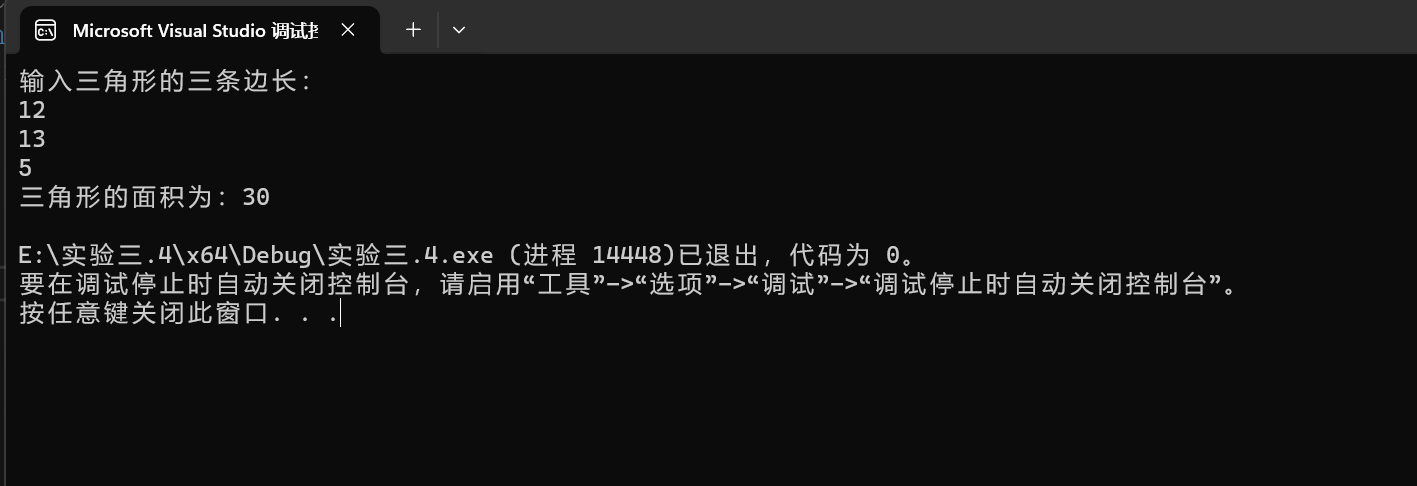 Microsoft Visual Studio 调试
输入三角形的三条边长：
12
13
5
三角形的面积为：30
E:\实验三.4\x64\Debug\实验三.4.exe (进程 14448)已退出，代码为 0。
要在调试停止时自动关闭控制台，请启用“工具”->“选项”->“调试”->“调试停止时自动关闭控制台”。
按任意键关闭此窗口. . .